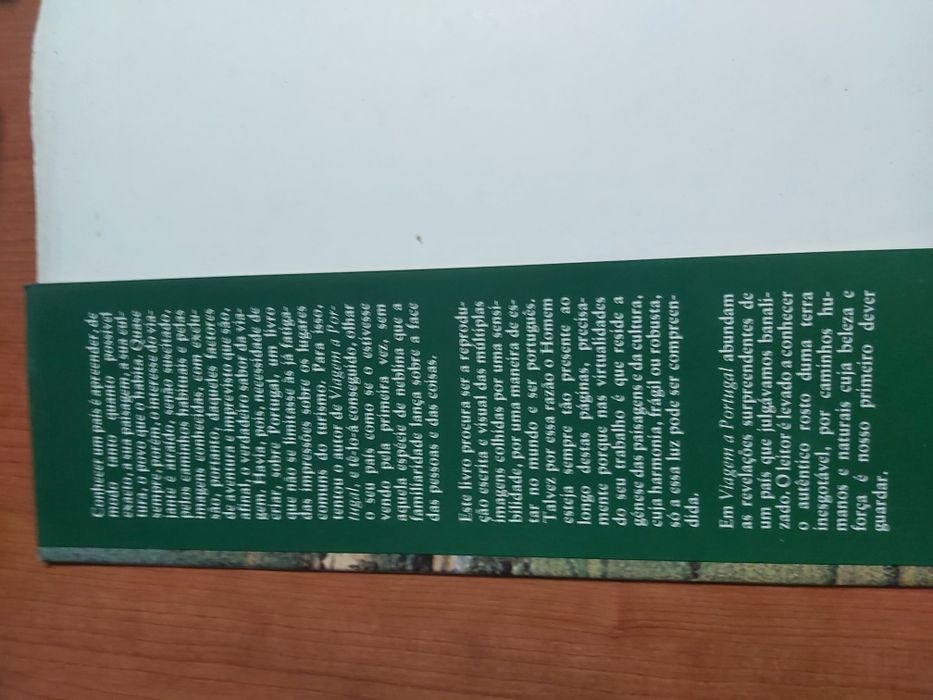 Conhecer um país é apreender, de
modo tanto quanto possível
exacto, a sua paisagem, a sua cul-
tura, o povo que o habita. Quase
sempre, porém, o interesse do via-
jante é atraído, senão suscitado,
pelos caminhos habituais e pelas
imagens conhecidas, com exclu-
são, portanto, daqueles factores
de aventura e imprevisto que são,
afinal, o verdadeiro sabor da via-
gem. Havia, pois, necessidade de
criar, sobre Portugal, um livro
que não se limitasse às já fatiga-
das impressões sobre os lugares
comuns do turismo. Para isso,
tentou o autor de Viagem a Por-
tugal, e tê-lo-á conseguido, olhar
o seu país como se o estivesse
vendo pela primeira vez, sem
aquela espécie de neblina que a
familiaridade lança sobre a face
das pessoas e das coisas.
Este livro procura ser a reprodu-
ção escrita e visual das múltiplas
imagens colhidas por uma sensi-
bilidade, por uma maneira de es-
tar no mundo e ser português.
Talvez por essa razão o Homem
esteja sempre tão presente ao
longo destas páginas, precisa-
mente porque nas virtualidades
do seu trabalho é que reside a
génese da paisagem e da cultura,
cuja harmonia, frágil ou robusta,
só a essa luz pode ser compreen-
dida.
Em Viagem a Portugal abundam
as revelações surpreendentes de
um país que julgávamos banali-
zado. O leitor é levado a conhecer
o autêntico rosto duma terra
inesgotável, por caminhos hu-
manos e naturais cuja beleza e
força é nosso primeiro dever
guardar.